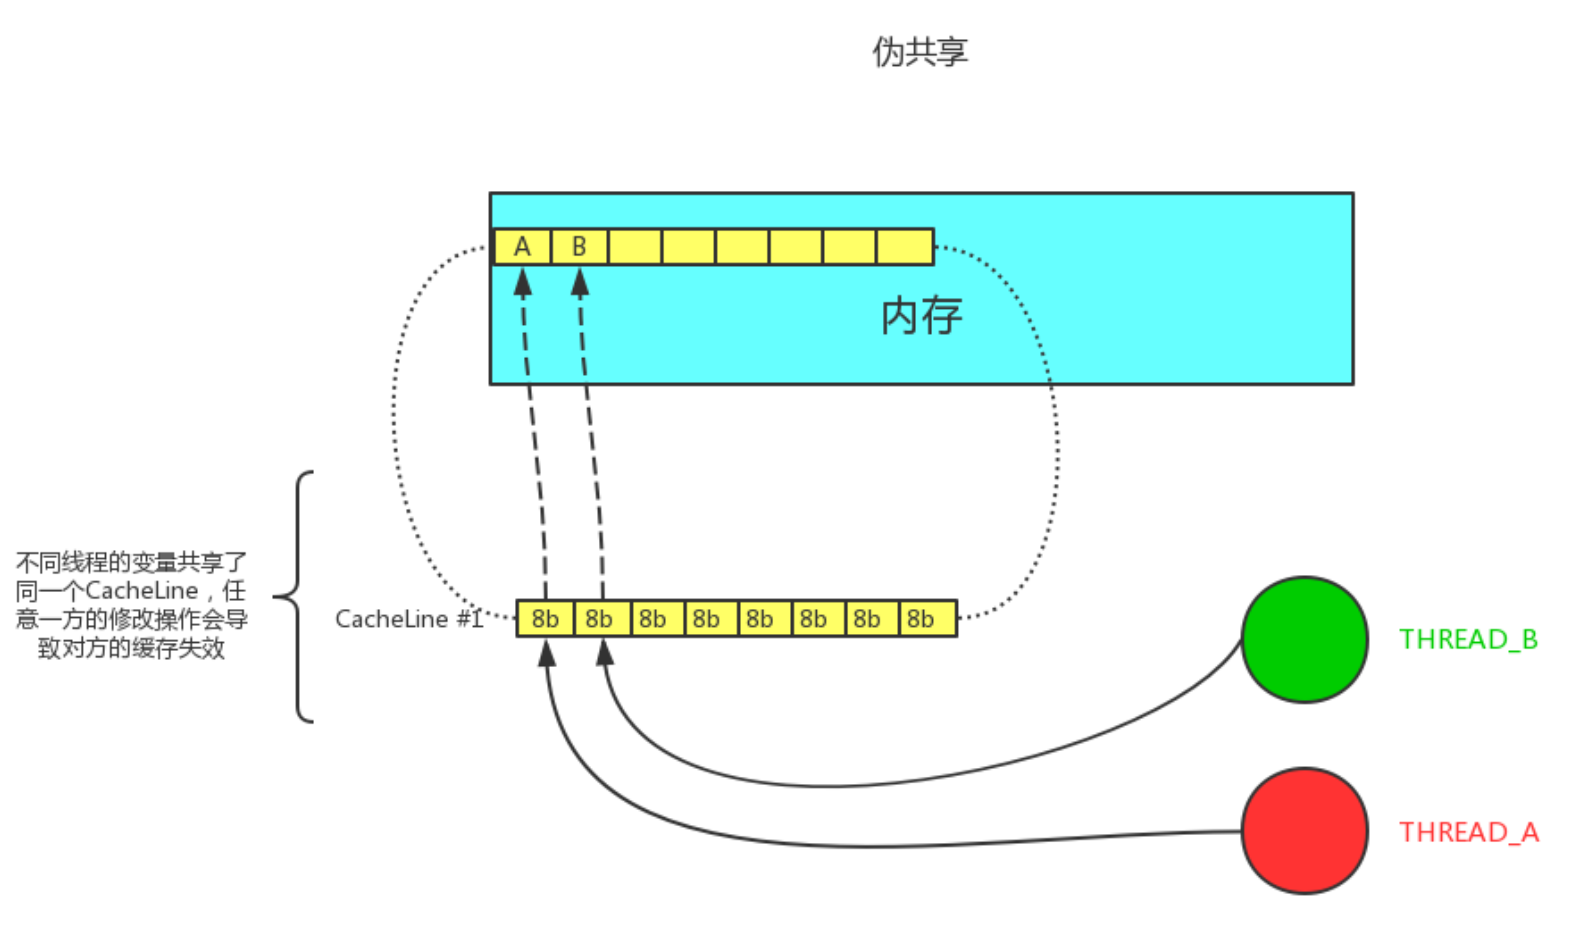 伪共享
A B
内存
不同线程的变量共享了
同一个CacheLine，任
意一方的修改操作会导
致对方的缓存失效
CacheLine #1 8b 8b 8b 8b 8b 8b 8b 8b
THREAD_B
THREAD_A